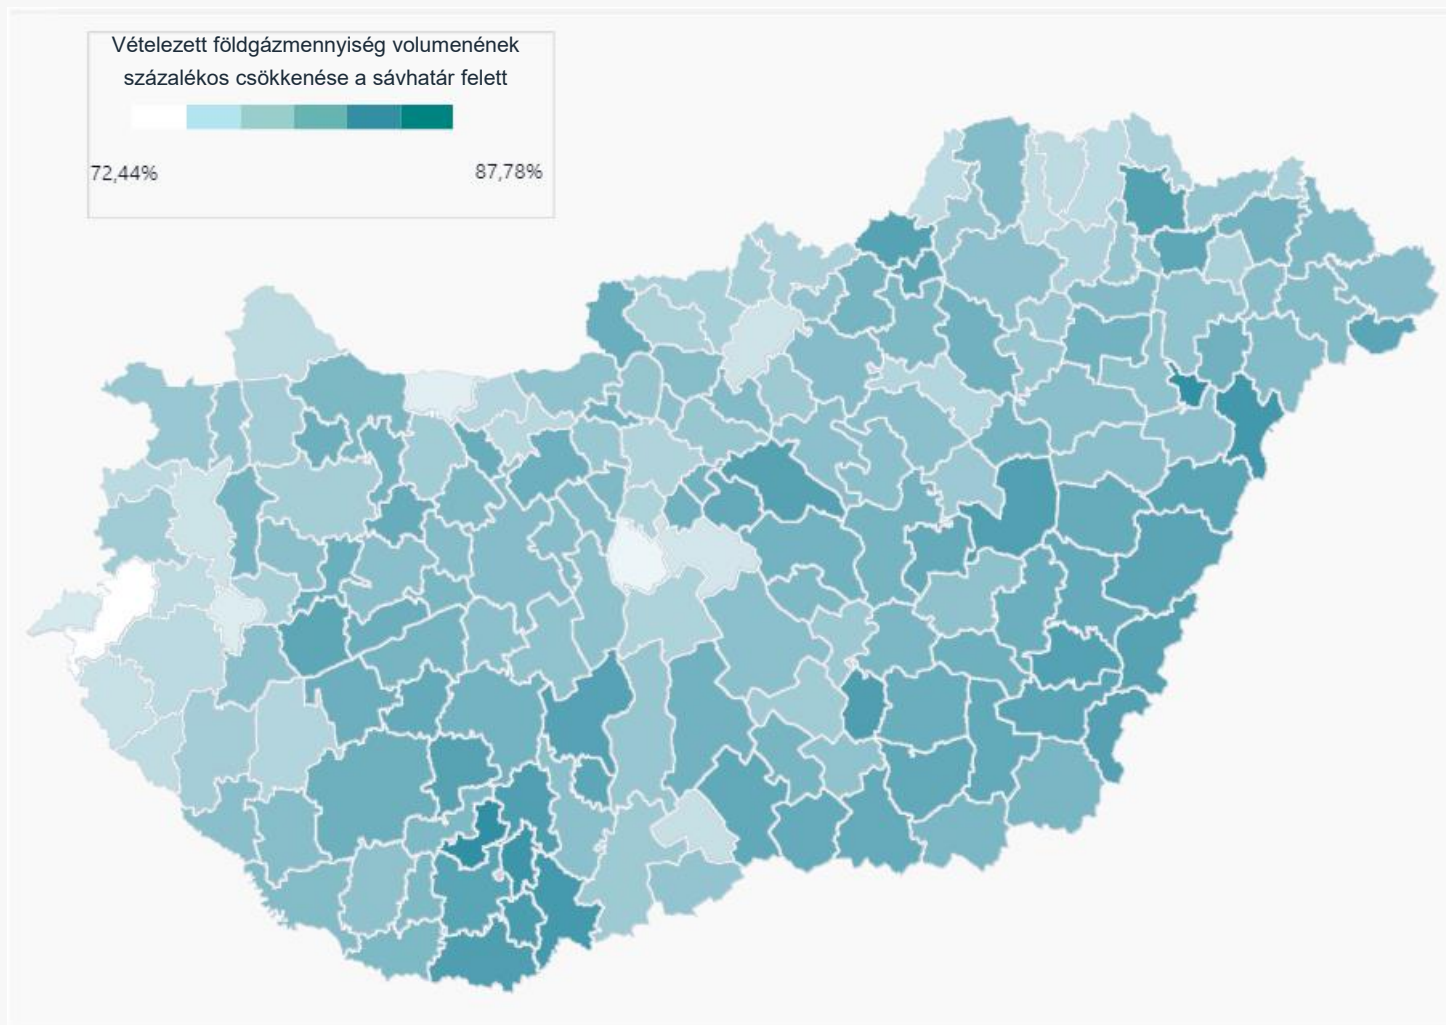 Vételezett földgázmennyiség volumenének
százalékos csökkenése a sávhatár felett
72,44%
87,78%